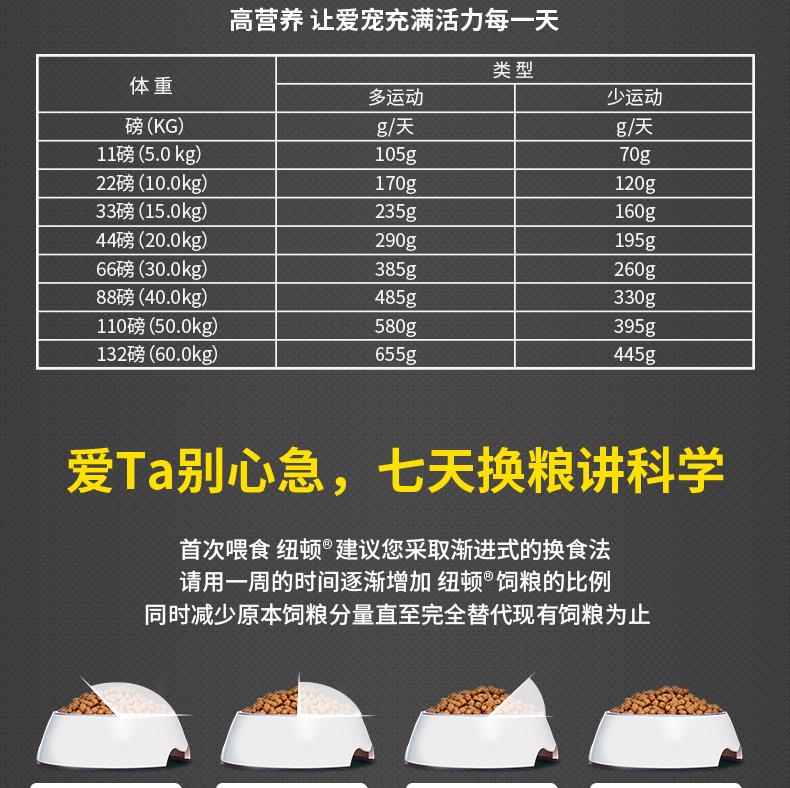 高营养 让爱宠充满活力每一天
体 重
类 型
多运动 少运动
磅(KG) g/天 g/天
11磅(5.0 kg) 105g 70g
22磅(10.0kg) 170g 120g
33磅(15.0kg) 235g 160g
44磅(20.0kg) 290g 195g
66磅(30.0kg) 385g 260g
88磅(40.0kg) 485g 330g
110磅(50.0kg) 580g 395g
132磅(60.0kg) 655g 445g
爱Ta别心急，七天换粮讲科学
首次喂食 纽顿®建议您采取渐进式的换食法
请用一周的时间逐渐增加 纽顿®饲粮的比例
同时减少原本饲粮分量直至完全替代现有饲粮为止